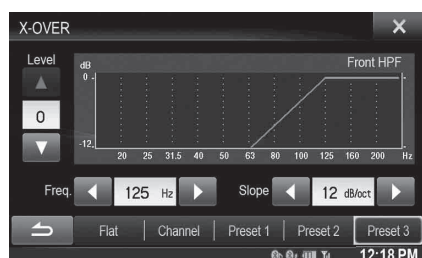 X-OVER
Level
dB
Front HPF
0
0
-12
20 25 31.5 40 50 63 80 100 125 160 200 Hz
Freq. 125 Hz Slope 12 dB/oct
Flat Channel Preset 1 Preset 2 Preset 3
12:18 PM